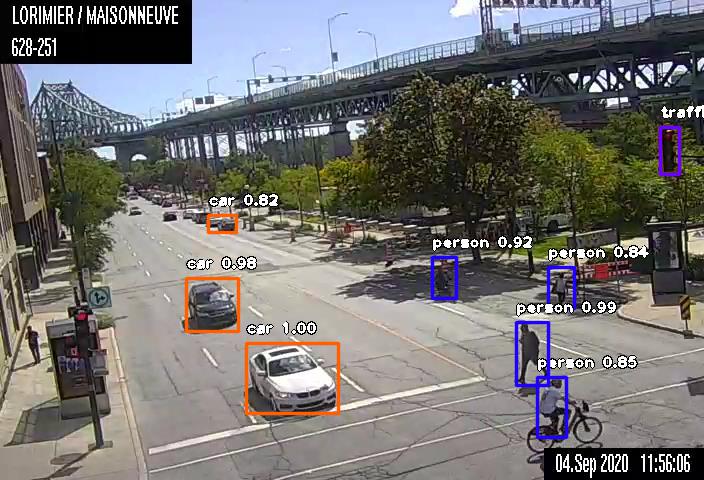 LORIMIER / MAISONNEUVE
628-251
traffi
car 0.82
person 0.92
person 0.84
car 0.98
person 0.99
car 1.00
person 0.85
04.Sep 2020 11:56:06